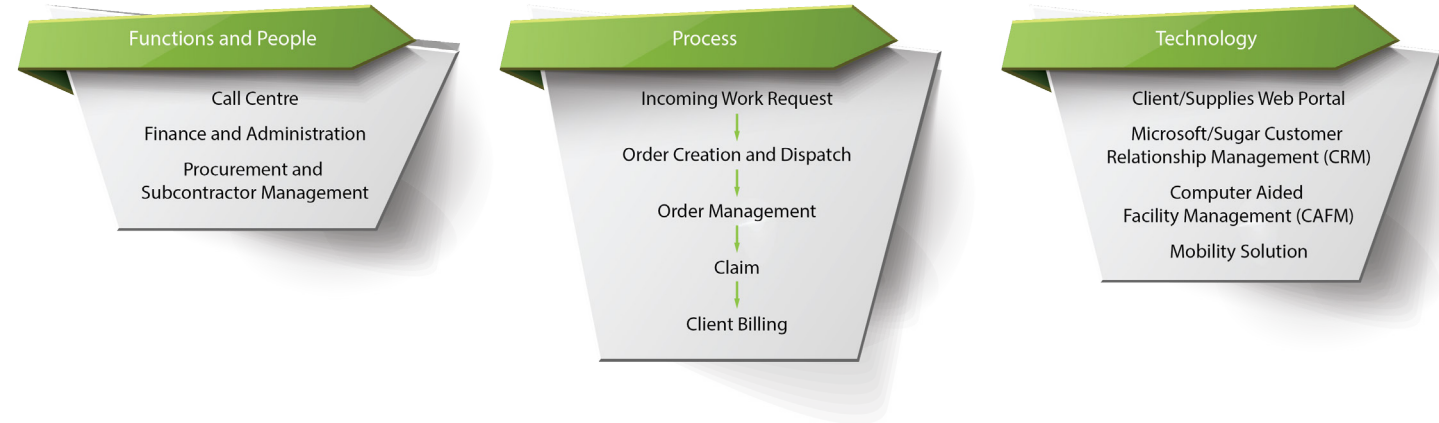 Functions and People
Call Centre
Finance and Administration
Procurement and
Subcontractor Management
Process
Incoming Work Request
Order Creation and Dispatch
Order Management
Claim
Client Billing
Technology
Client/Supplies Web Portal
Microsoft/Sugar Customer
Relationship Management (CRM)
Computer Aided
Facility Management (CAFM)
Mobility Solution